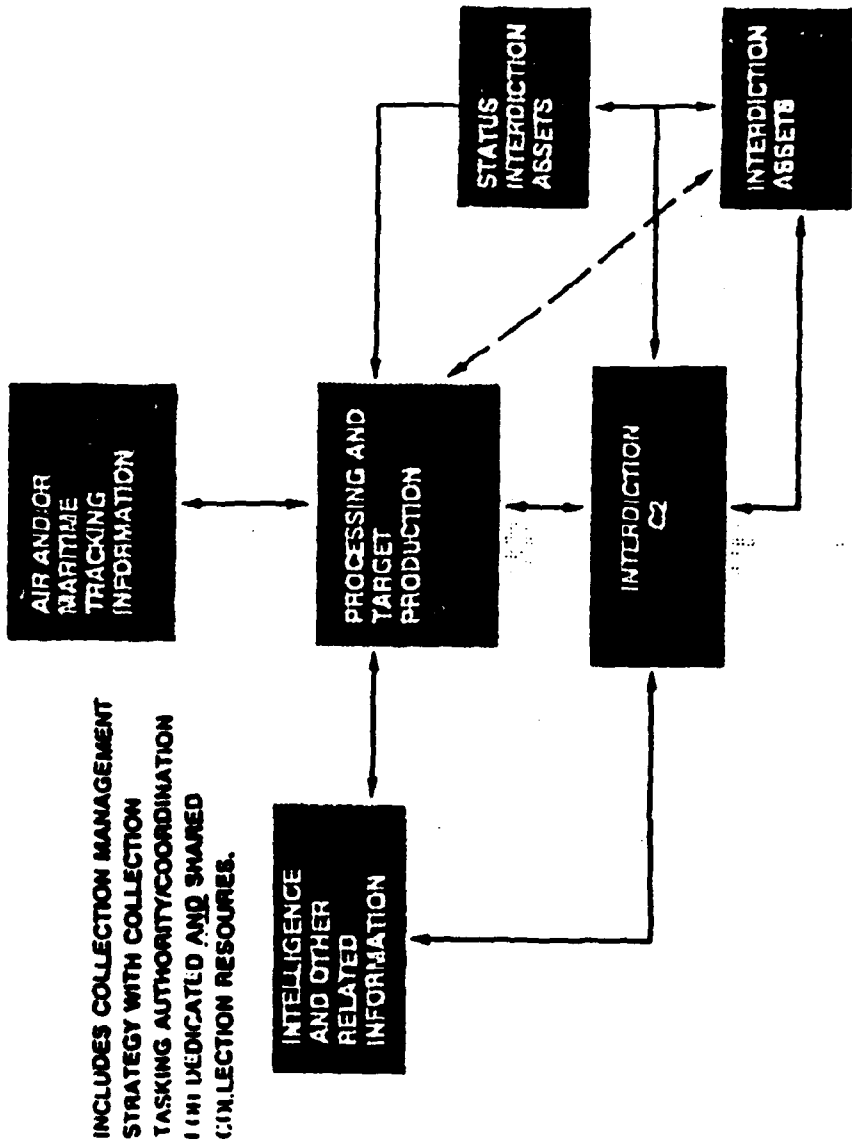 INCLUDES COLLECTION MANAGEMENT
STRATEGY WITH COLLECTION
TASKING AUTHORITY/COORDINATION
DEDICATED AND SHARED
COLLECTION RESOURES.
AIR AND/OR
MARITIME
TRACKING
INFORMATION
INTELLIGENCE
AND OTHER
RELATED
INFORMATION
PROCESSING AND
TARGET
PRODUCTION
STATUS
INTERDICTION
ASSETS
INTERDICTION
C2
INTERDICTION
ASSETS